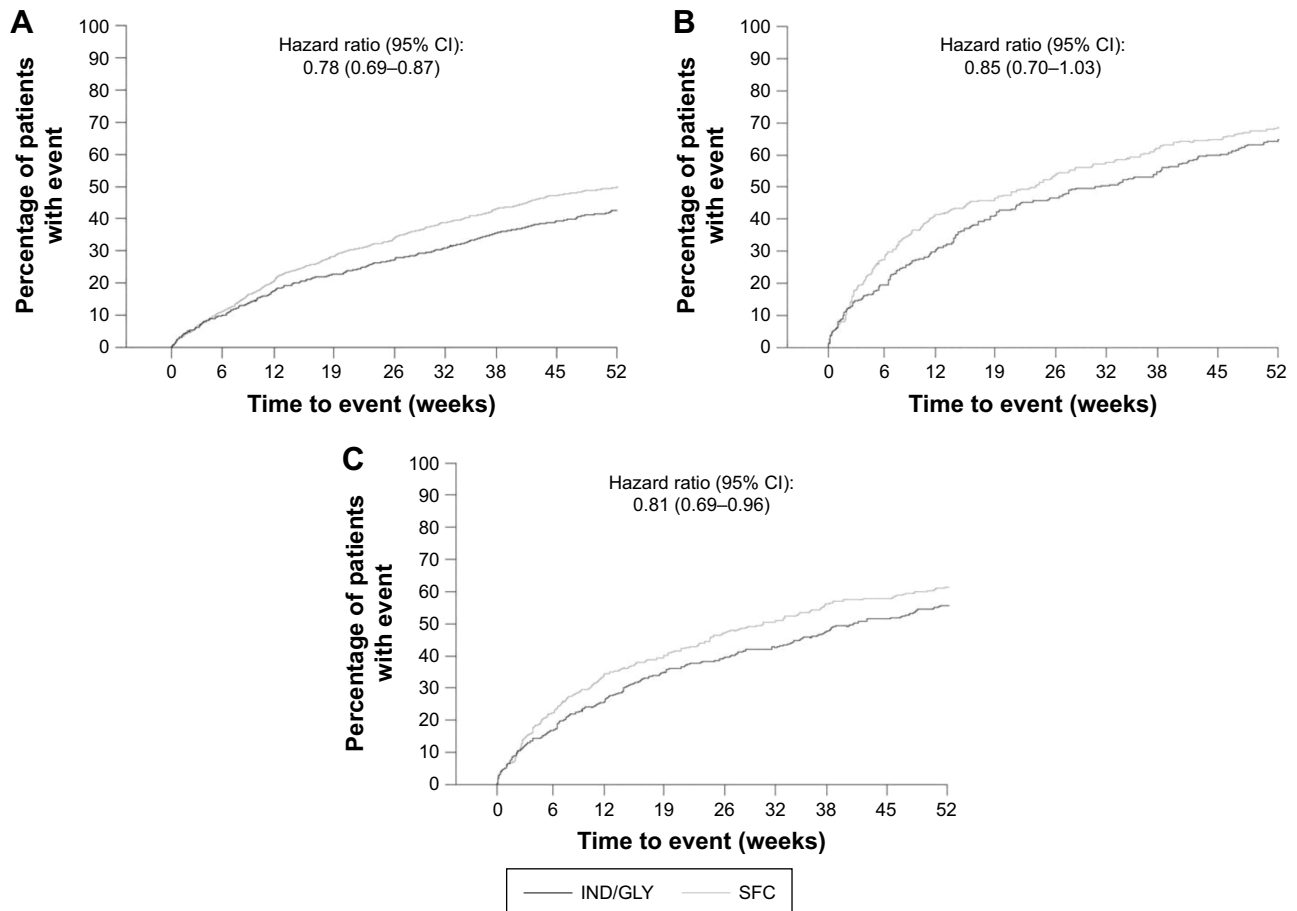 A
Hazard ratio (95% CI):
0.78 (0.69–0.87)
Percentage of patients
with event
100
90
80
70
60
50
40
30
20
10
0
0 6 12 19 26 32 38 45 52
Time to event (weeks)
B
Hazard ratio (95% CI):
0.85 (0.70–1.03)
Percentage of patients
with event
100
90
80
70
60
50
40
30
20
10
0
0 6 12 19 26 32 38 45 52
Time to event (weeks)
C
Hazard ratio (95% CI):
0.81 (0.69–0.96)
Percentage of patients
with event
100
90
80
70
60
50
40
30
20
10
0
0 6 12 19 26 32 38 45 52
Time to event (weeks)
IND/GLY SFC